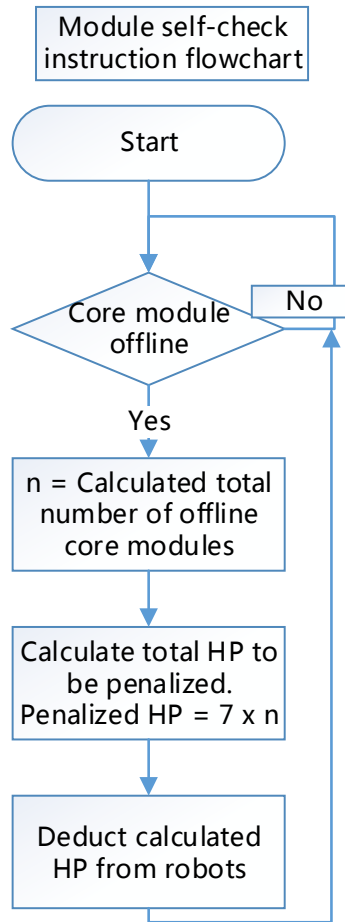 Module self-check
instruction flowchart
Start
Core module
offline
No
Yes
n = Calculated total
number of offline
core modules
Calculate total HP to
be penalized.
Penalized HP = 7 x n
Deduct calculated
HP from robots